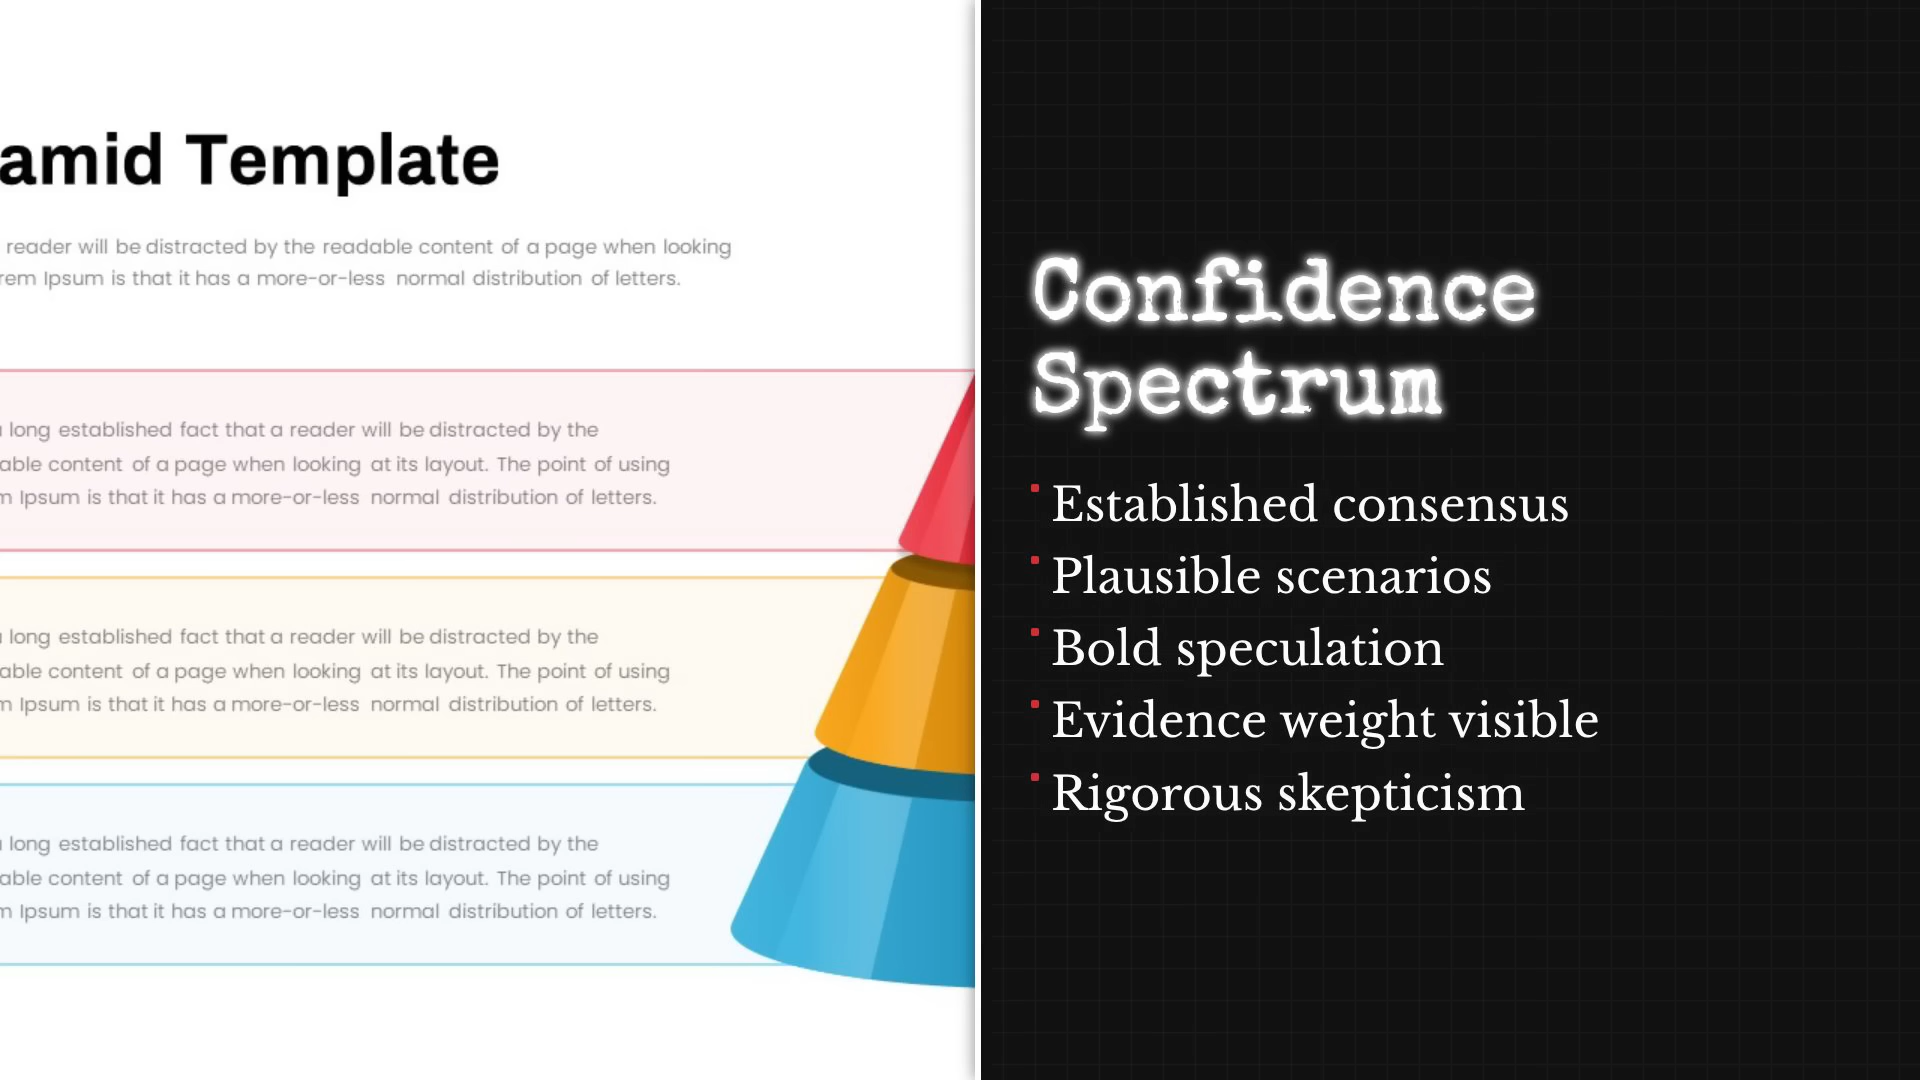 amid Template
reader will be distracted by the readable content of a page when looking
rem Ipsum is that it has a more-or-less normal distribution of letters.
long established fact that a reader will be distracted by the
able content of a page when looking at its layout. The point of using
m Ipsum is that it has a more-or-less normal distribution of letters.
long established fact that a reader will be distracted by the
able content of a page when looking at its layout. The point of using
m Ipsum is that it has a more-or-less normal distribution of letters.
long established fact that a reader will be distracted by the
able content of a page when looking at its layout. The point of using
m Ipsum is that it has a more-or-less normal distribution of letters.
Confidence
Spectrum
Established consensus
Plausible scenarios
Bold speculation
Evidence weight visible
Rigorous skepticism